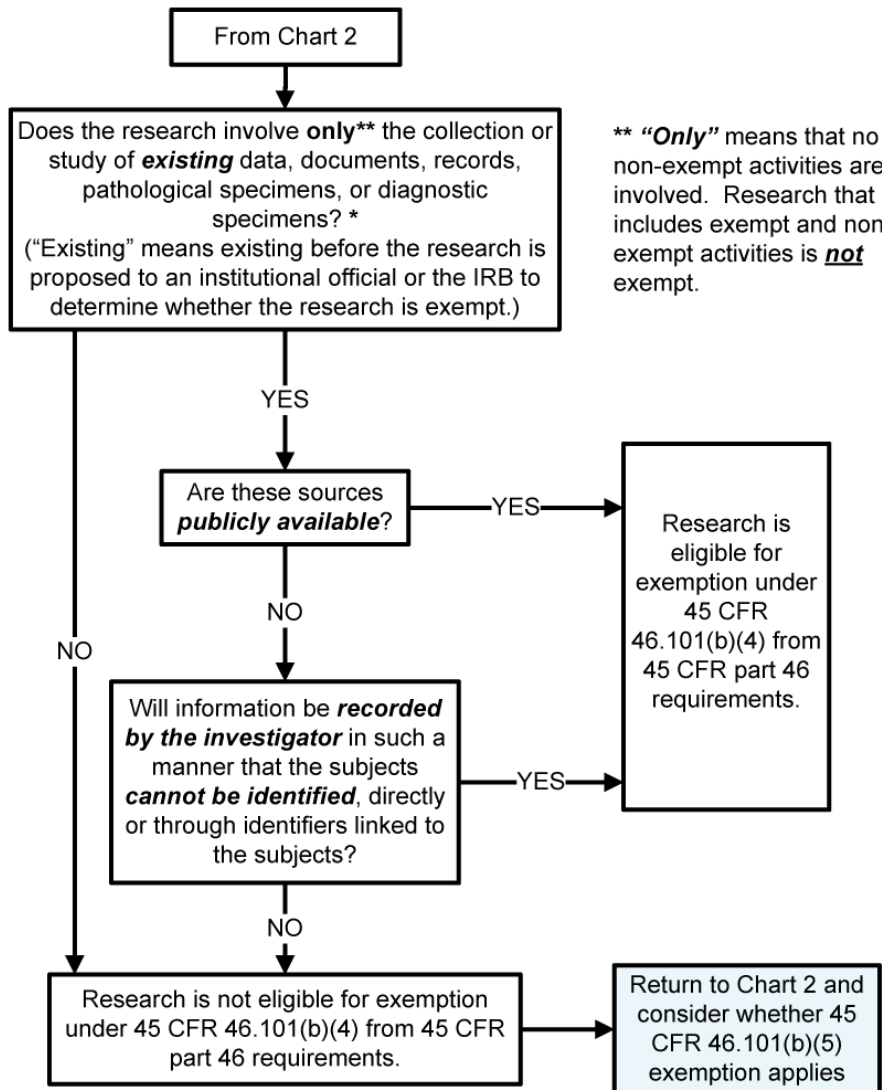 From Chart 2
Does the research involve only** the collection or
study of existing data, documents, records,
pathological specimens, or diagnostic
specimens? *
(“Existing” means existing before the research is
proposed to an institutional official or the IRB to
determine whether the research is exempt.)
** “Only” means that no
non-exempt activities are
involved. Research that
includes exempt and non
exempt activities is not
exempt.
YES
Are these sources
publicly available?
YES
Research is
eligible for
exemption under
45 CFR
46.101(b)(4) from
45 CFR part 46
requirements.
NO
NO
Will information be recorded
by the investigator in such a
manner that the subjects
cannot be identified, directly
or through identifiers linked to
the subjects?
YES
NO
Research is not eligible for exemption
under 45 CFR 46.101(b)(4) from 45 CFR
part 46 requirements.
Return to Chart 2 and
consider whether 45
CFR 46.101(b)(5)
exemption applies